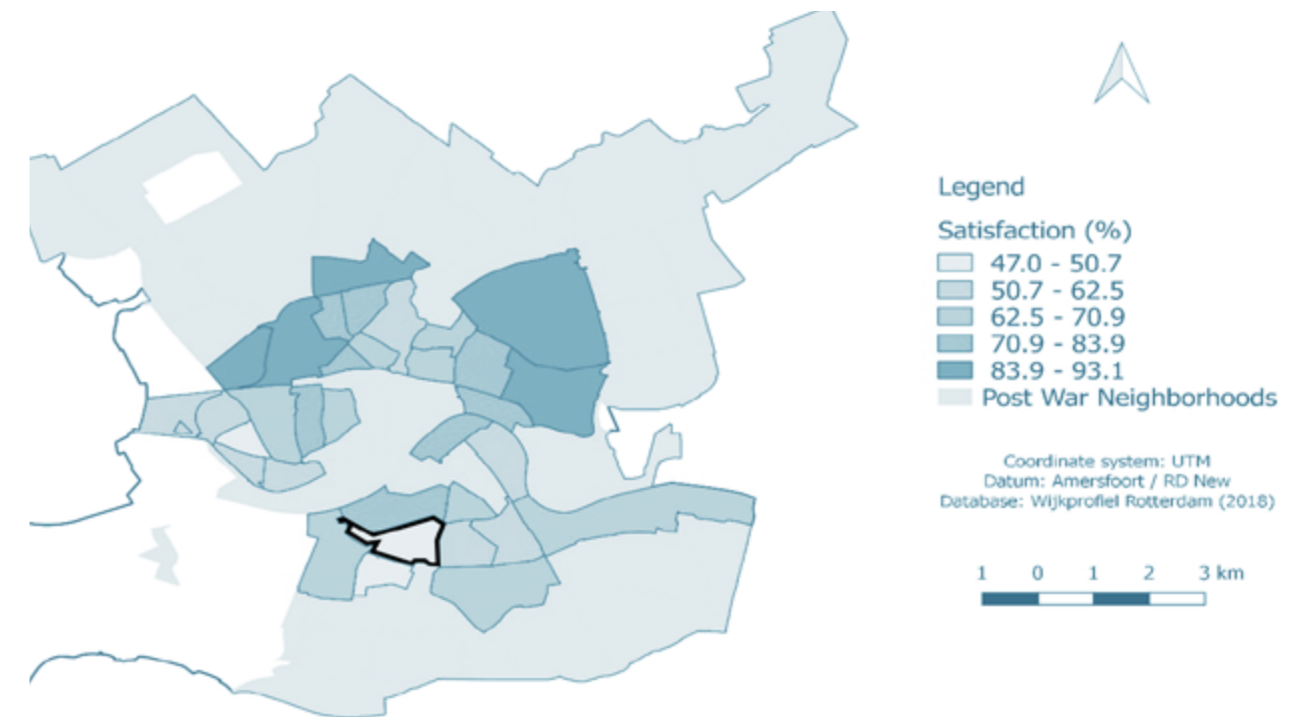 Legend
Satisfaction (%)
47.0 - 50.7
50.7 - 62.5
62.5 - 70.9
70.9 - 83.9
83.9 - 93.1
Post War Neighborhoods
Coordinate system: UTM
Datum: Amersfoort / RD New
Database: Wijkprofiel Rotterdam (2018)
1 0 1 2 3 km